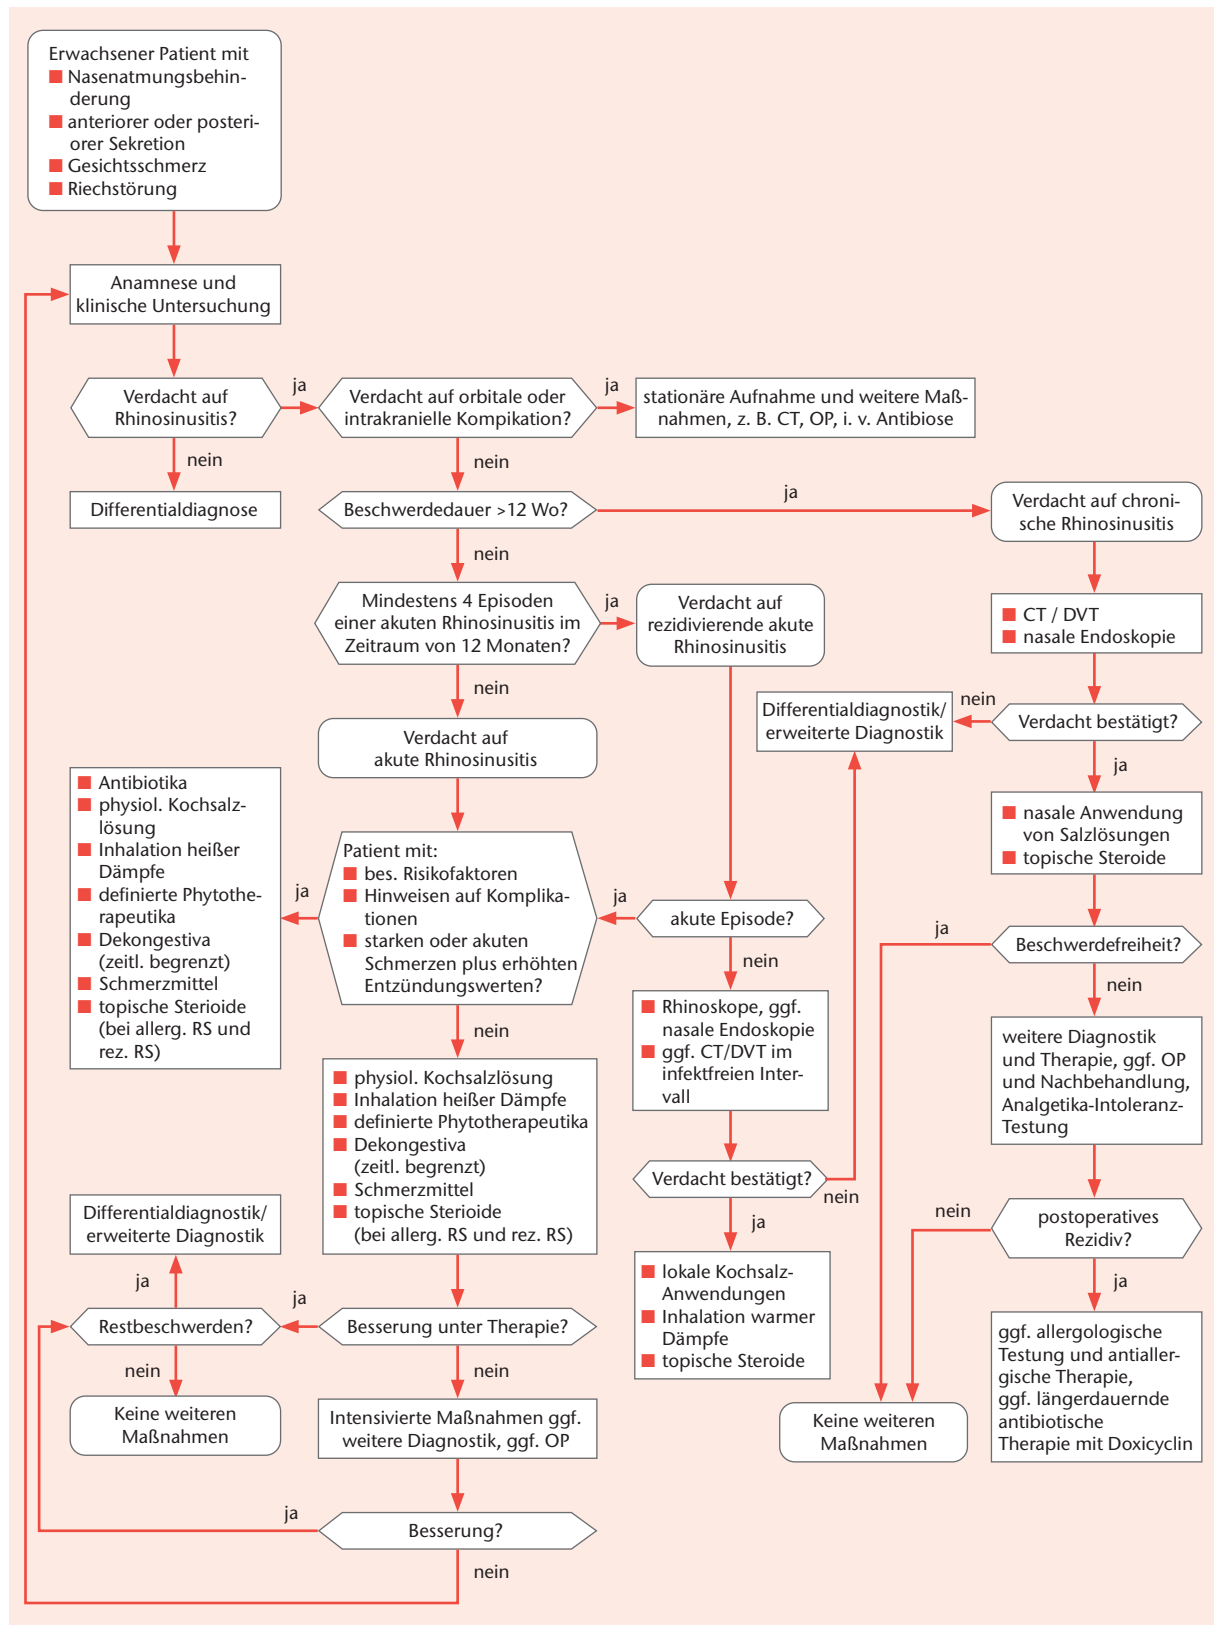 Erwachsener Patient mit
Nasenatmungsbehin-
derung
anteriorer oder posteri-
orer Sekretion
Gesichtsschmerz
Riechstörung
Anamnese und
klinische Untersuchung
Verdacht auf
Rhinosinusitis?
ja
Verdacht auf orbitale oder
intrakranielle Kompikation?
ja
stationäre Aufnahme und weitere Maß-
nahmen, z. B. CT, OP, i. v. Antibiose
nein
Differentialdiagnose
nein
Beschwerdedauer >12 Wo?
ja
Verdacht auf chroni-
sche Rhinosinusitis
nein
Mindestens 4 Episoden
einer akuten Rhinosinusitis im
Zeitraum von 12 Monaten?
ja
Verdacht auf
rezidivierende akute
Rhinosinusitis
CT / DVT
nasale Endoskopie
nein
Verdacht auf
akute Rhinosinusitis
Differentialdiagnostik/
erweiterte Diagnostik
nein
Verdacht bestätigt?
ja
nasale Anwendung
von Salzlösungen
topische Steroide
Antibiotika
physiol. Kochsalz-
lösung
Inhalation heißer
Dämpfe
definierte Phytothe-
rapeutika
Dekongestiva
(zeitl. begrenzt)
Schmerzmittel
topische Sterioide
(bei allerg. RS und
rez. RS)
ja
Patient mit:
bes. Risikofaktoren
Hinweisen auf Komplika-
tionen
starken oder akuten
Schmerzen plus erhöhten
Entzündungswerten?
ja
akute Episode?
ja
Beschwerdefreiheit?
nein
nein
nein
Rhinoskope, ggf.
nasale Endoskopie
ggf. CT/DVT im
infektfreien Inter-
vall
weitere Diagnostik
und Therapie, ggf. OP
und Nachbehandlung,
Analgetika-Intoleranz-
Testung
physiol. Kochsalzlösung
Inhalation heißer Dämpfe
definierte Phytotherapeutika
Dekongestiva
(zeitl. begrenzt)
Schmerzmittel
topische Sterioide
(bei allerg. RS und rez. RS)
Verdacht bestätigt?
nein
ja
nein
postoperatives
Rezidiv?
ja
Differentialdiagnostik/
erweiterte Diagnostik
ja
lokale Kochsalz-
Anwendungen
Inhalation warmer
Dämpfe
topische Steroide
Restbeschwerden?
ja
Besserung unter Therapie?
nein
nein
Keine weiteren
Maßnahmen
Intensivierte Maßnahmen ggf.
weitere Diagnostik, ggf. OP
Keine weiteren
Maßnahmen
ggf. allergologische
Testung und antialler-
gische Therapie,
ggf. längerdauernde
antibiotische
Therapie mit Doxicyclin
ja
Besserung?
nein